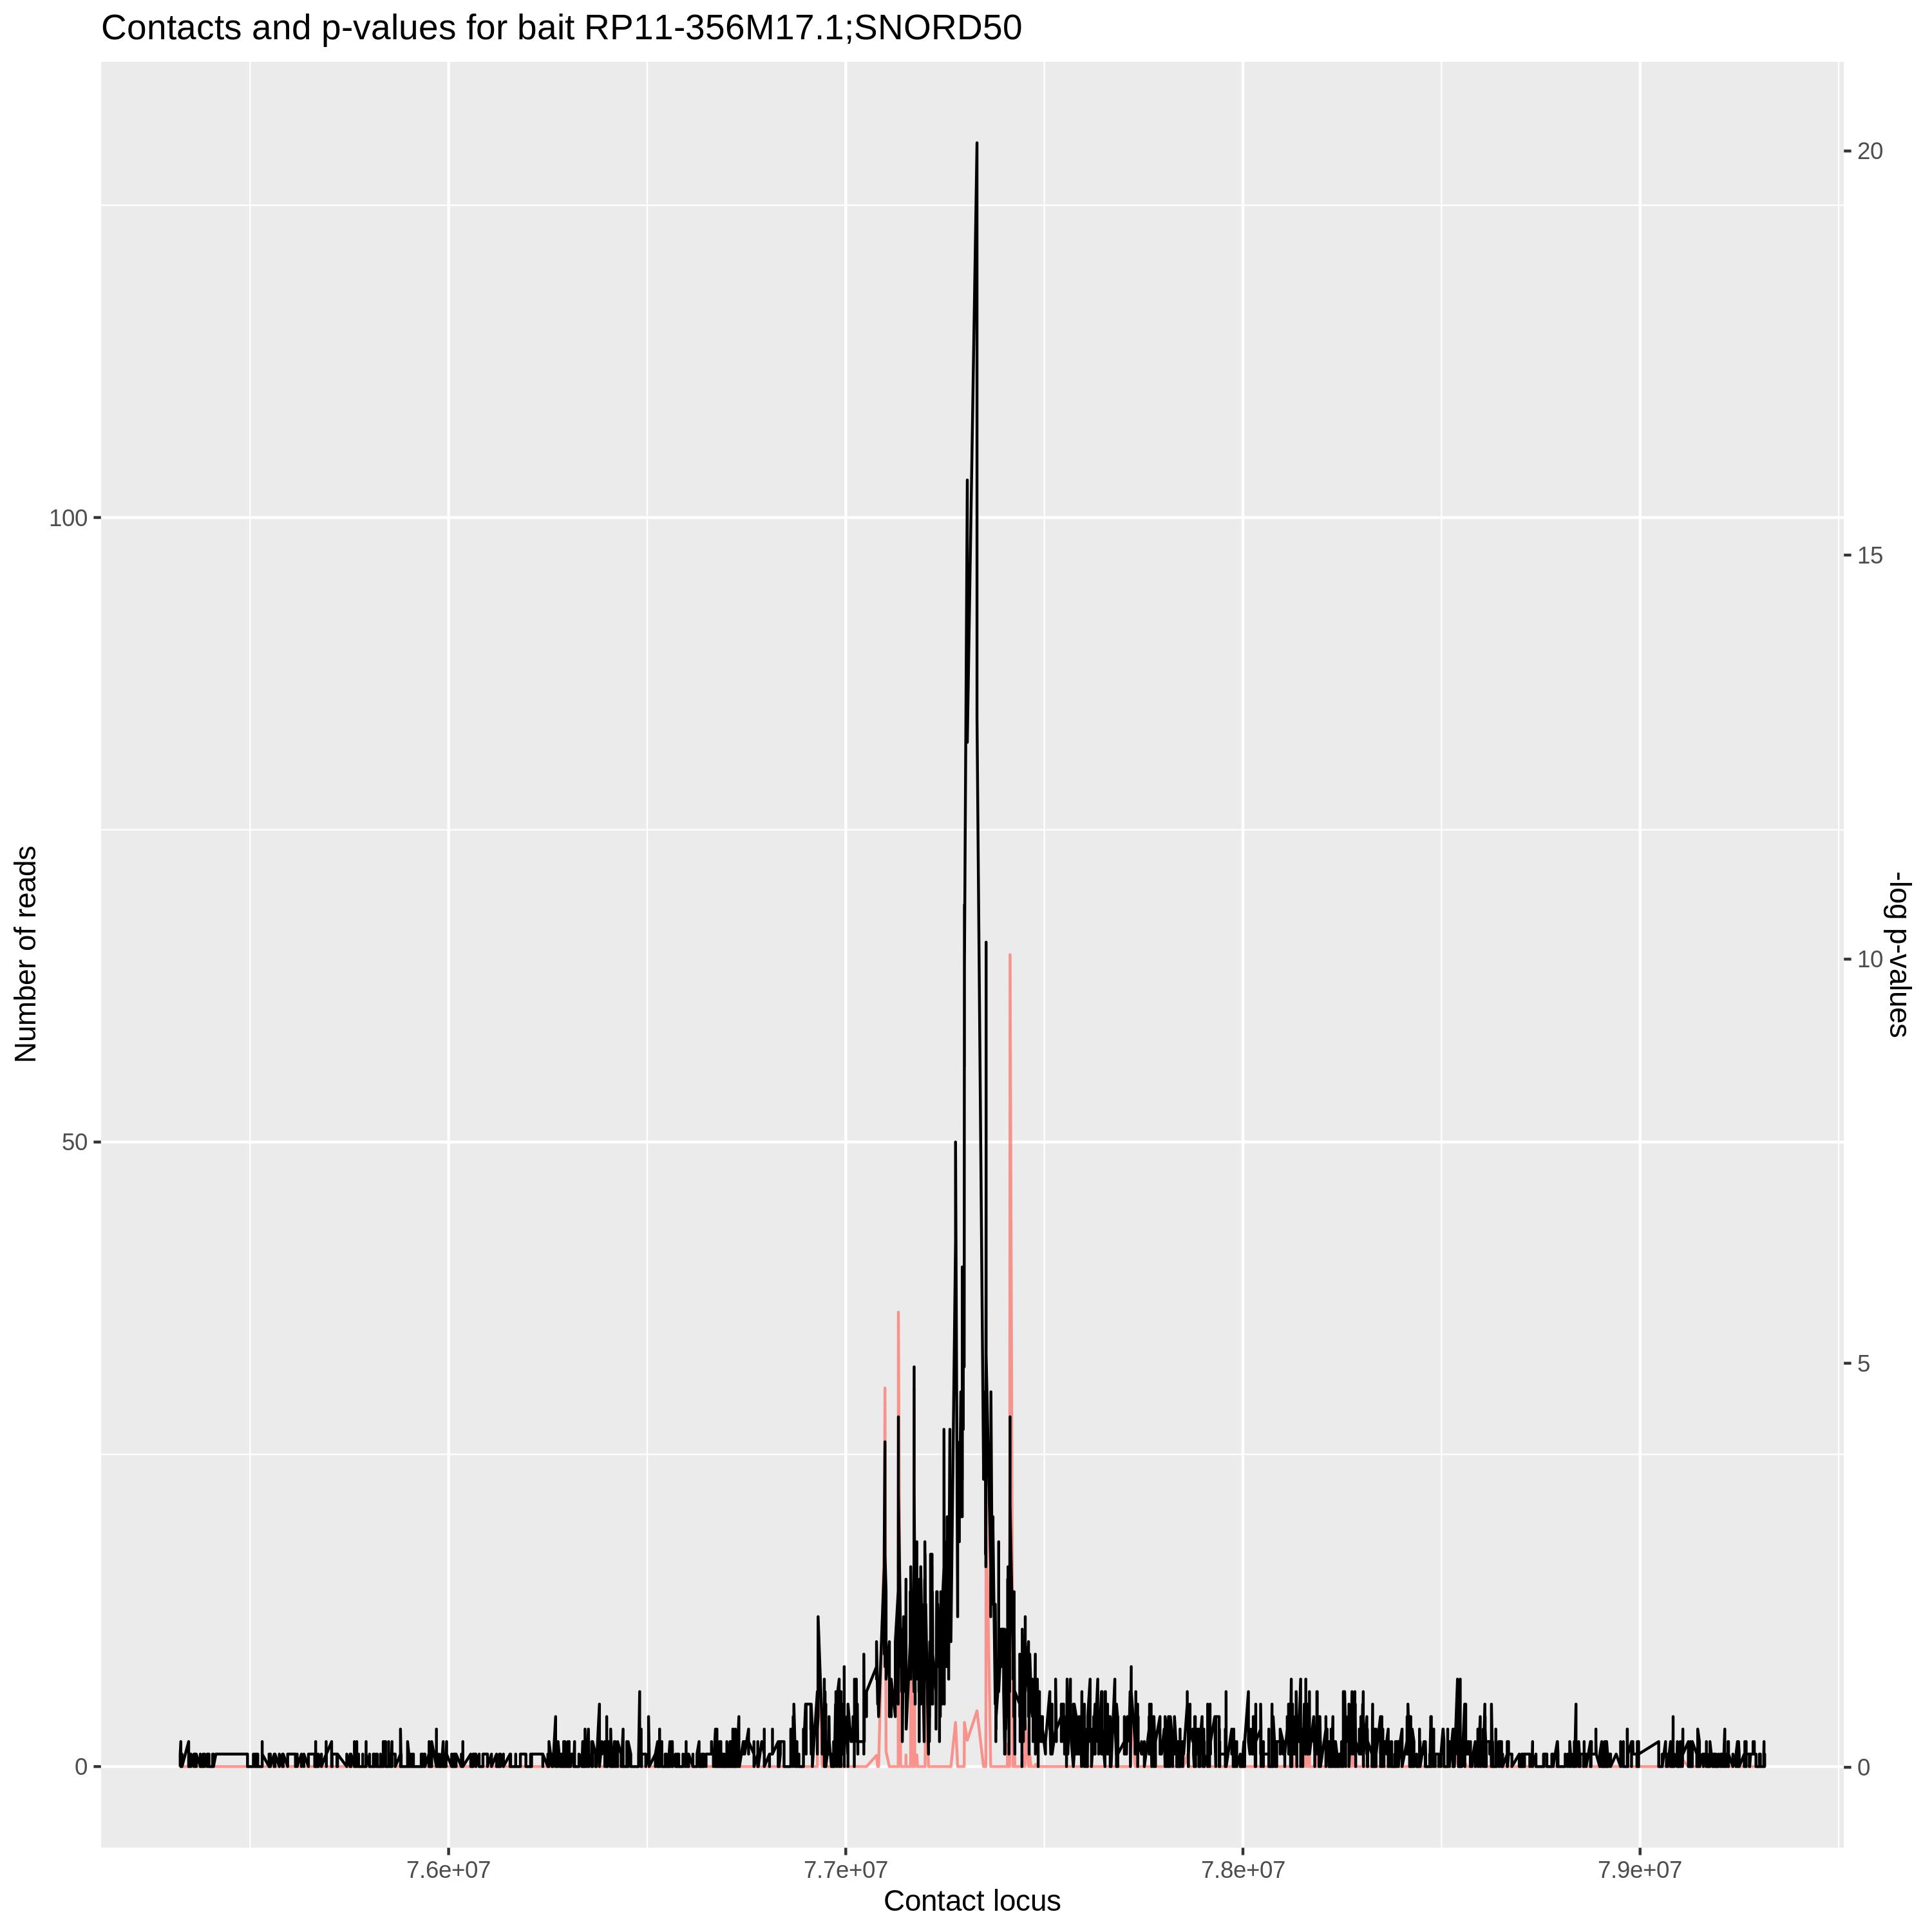 Contacts and p-values for bait RP11-356M17.1;SNORD50
Number of reads
100
50
0
20
15
10
5
0
-log p-values
7.6e+07
7.7e+07
7.8e+07
7.9e+07
Contact locus